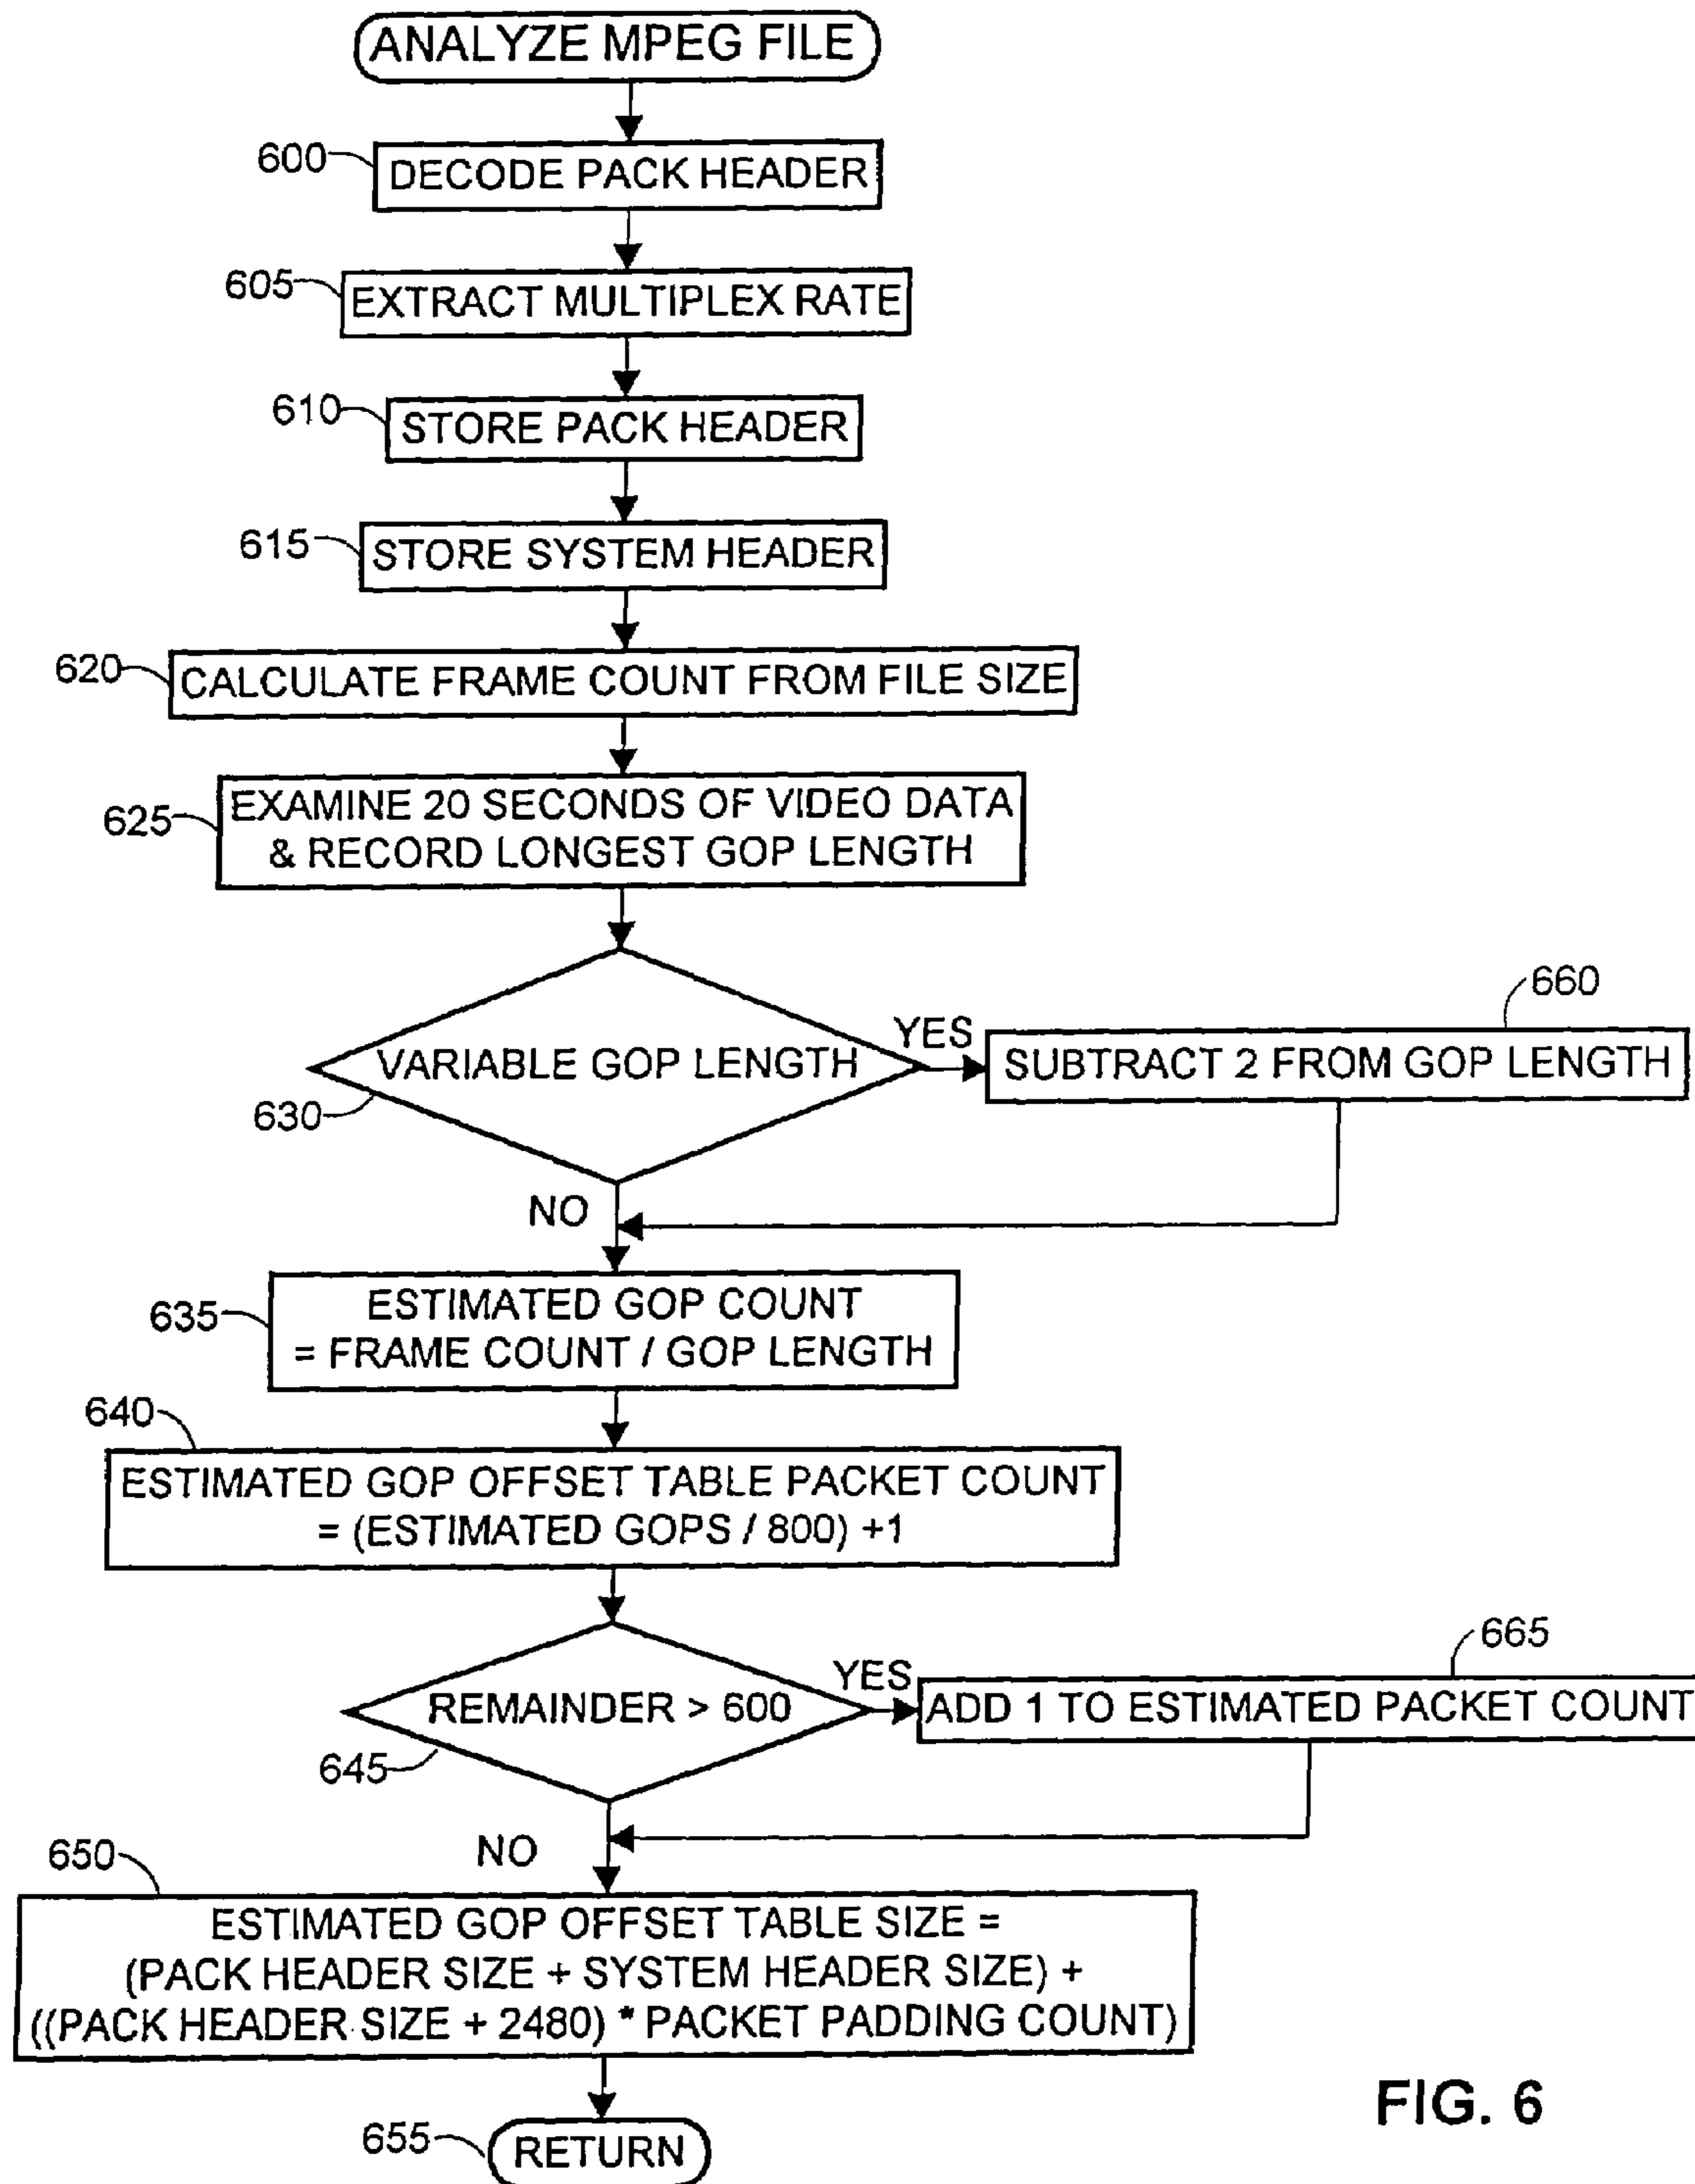 ANALYZE MPEG FILE
600
DECODE PACK HEADER
605
EXTRACT MULTIPLEX RATE
610
STORE PACK HEADER
615
STORE SYSTEM HEADER
620
CALCULATE FRAME COUNT FROM FILE SIZE
625
EXAMINE 20 SECONDS OF VIDEO DATA
& RECORD LONGEST GOP LENGTH
VARIABLE GOP LENGTH
630
YES
660
SUBTRACT 2 FROM GOP LENGTH
NO
635
ESTIMATED GOP COUNT
= FRAME COUNT / GOP LENGTH
640
ESTIMATED GOP OFFSET TABLE PACKET COUNT
= (ESTIMATED GOPS / 800) +1
REMAINDER > 600
645
YES
665
ADD 1 TO ESTIMATED PACKET COUNT
NO
650
ESTIMATED GOP OFFSET TABLE SIZE =
(PACK HEADER SIZE + SYSTEM HEADER SIZE) +
((PACK HEADER SIZE + 2480) * PACKET PADDING COUNT)
655
RETURN
FIG. 6